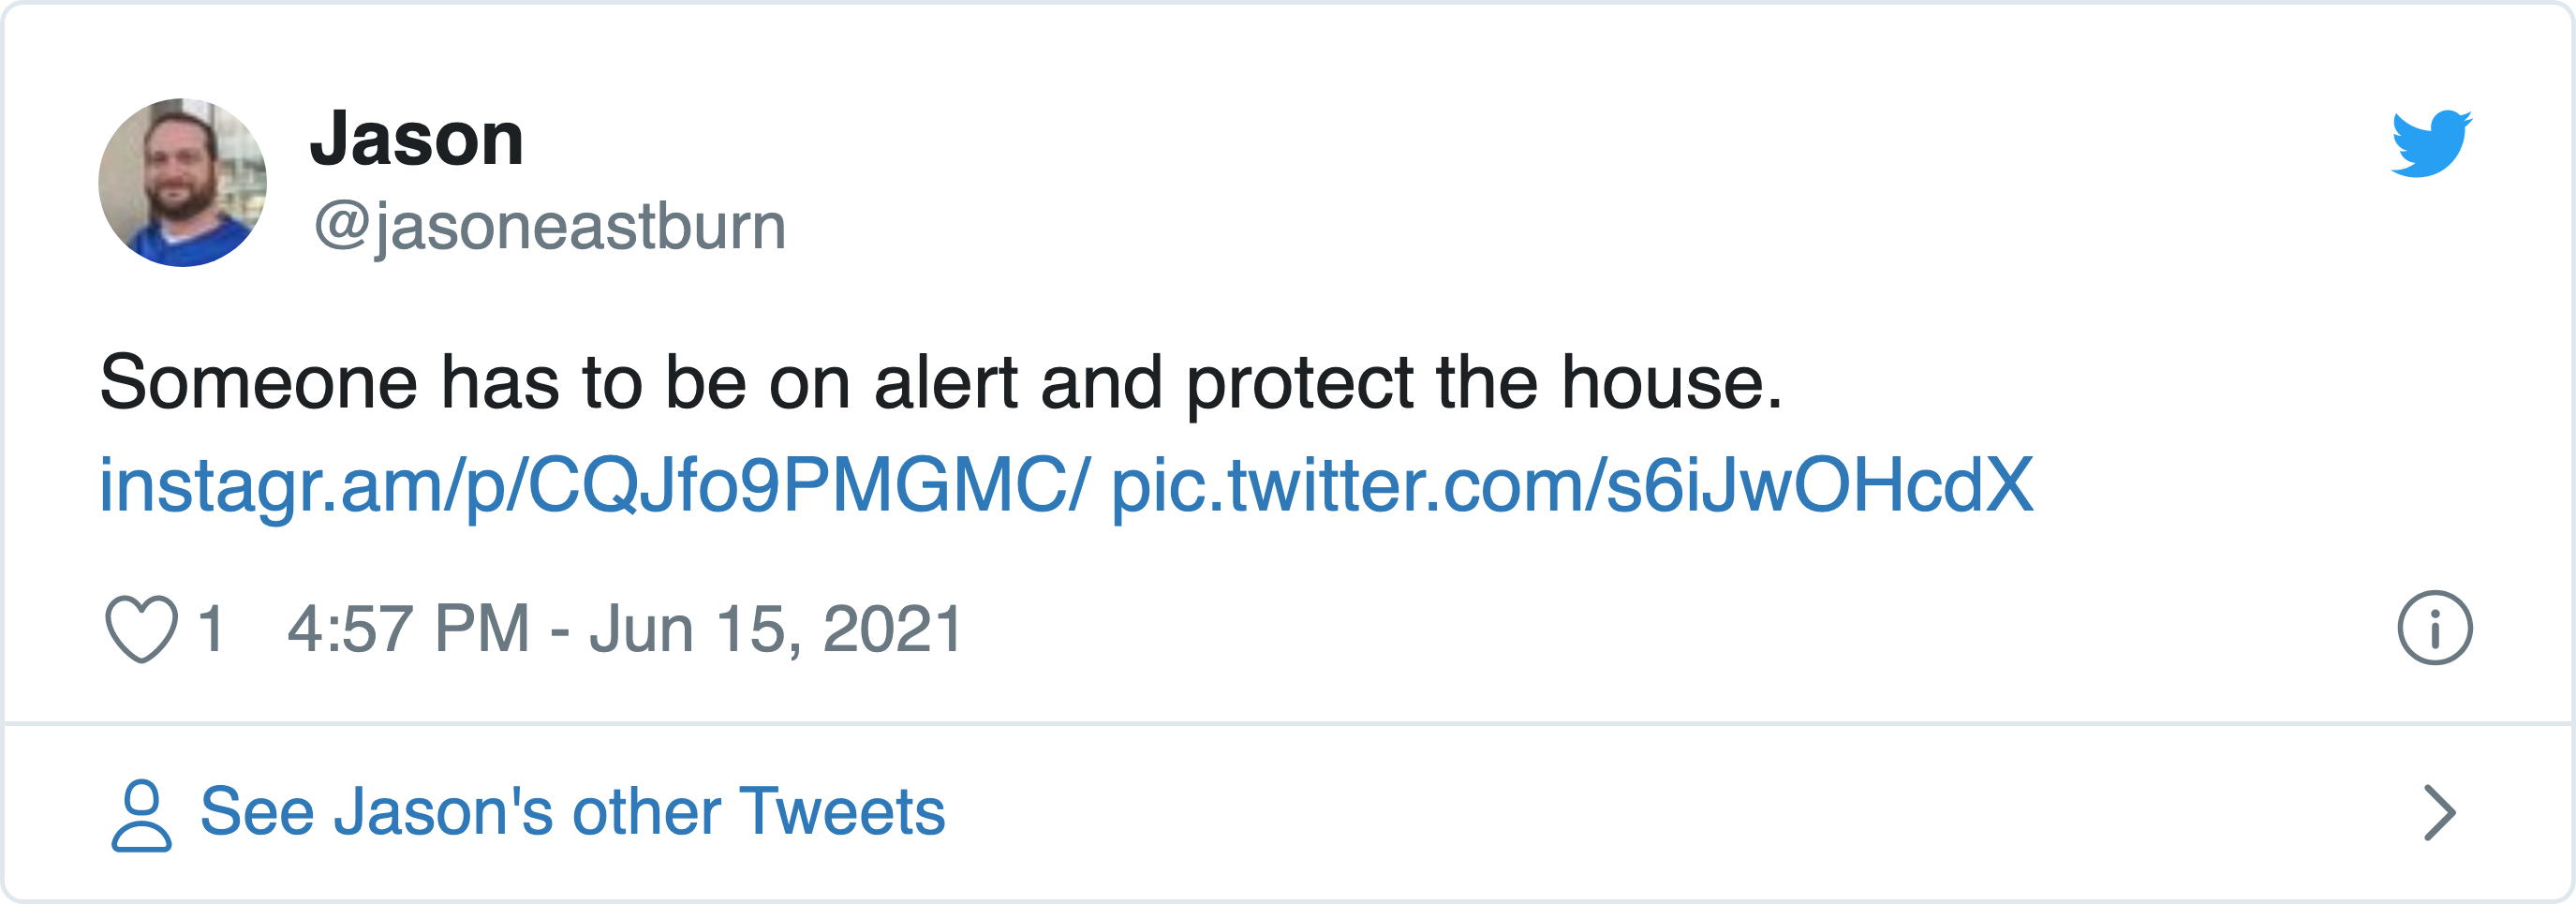 Jason
@jasoneastburn
Someone has to be on alert and protect the house.
instagr.am/p/CQJfo9PMGMC/ pic.twitter.com/s6iJwOHcdX
1 4:57 PM - Jun 15, 2021
See Jason's other Tweets